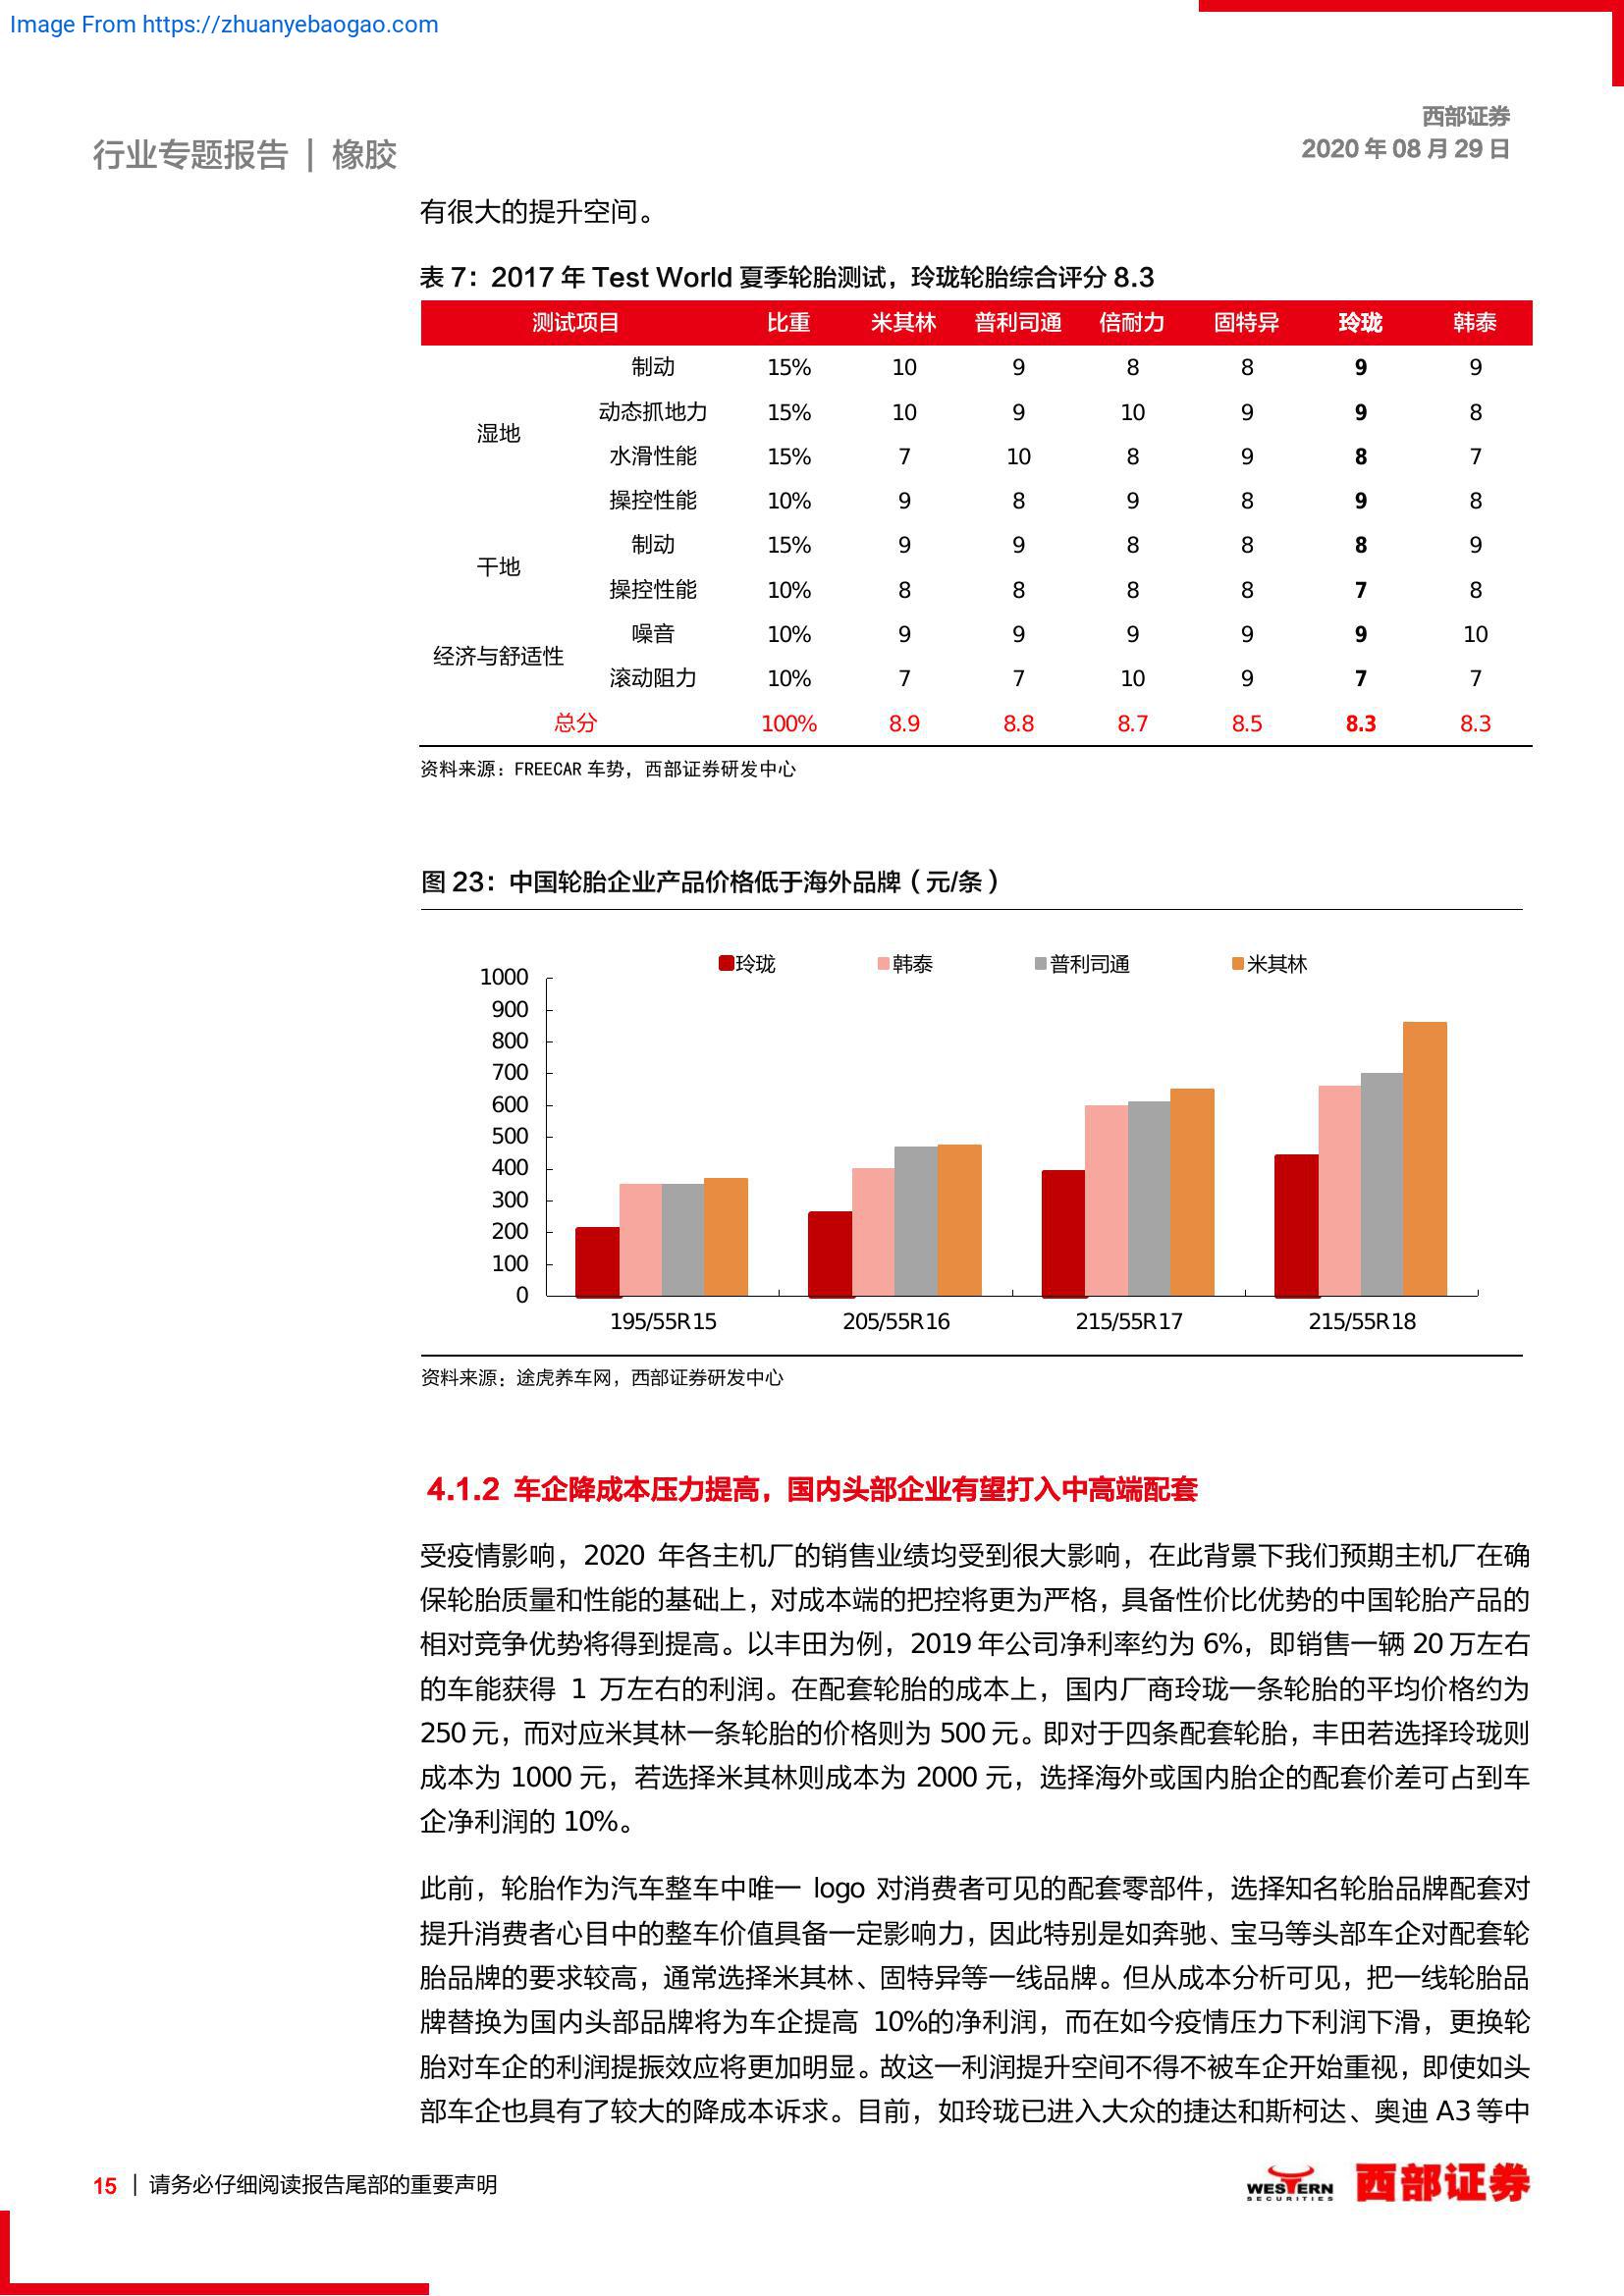 Image From https://zhuanyebaogao.com
西部证券
行业专题报告 | 橡胶
2020 年 08 月 29 日
有很大的提升空间。
表 7：2017 年 Test World 夏季轮胎测试，玲珑轮胎综合评分 8.3
测试项目 比重 米其林 普利司通 倍耐力 固特异 玲珑 韩泰
湿地
制动 15% 10 9 8 8 9 9
动态抓地力 15% 10 9 10 9 9 8
水滑性能 15% 7 10 8 9 8 7
操控性能 10% 9 8 9 8 9 8
干地
制动 15% 9 9 8 8 8 9
操控性能 10% 8 8 8 8 7 8
经济与舒适性
噪音 10% 9 9 9 9 9 10
滚动阻力 10% 7 7 10 9 7 7
总分 100% 8.9 8.8 8.7 8.5 8.3 8.3
资料来源：FREECAR 车势，西部证券研发中心
图 23：中国轮胎企业产品价格低于海外品牌（元/条）
玲珑 韩泰 普利司通 米其林
1000
900
800
700
600
500
400
300
200
100
0
195/55R15 205/55R16 215/55R17 215/55R18
资料来源：途虎养车网，西部证券研发中心
4.1.2 车企降成本压力提高，国内头部企业有望打入中高端配套
受疫情影响，2020 年各主机厂的销售业绩均受到很大影响，在此背景下我们预期主机厂在确
保轮胎质量和性能的基础上，对成本端的把控将更为严格，具备性价比优势的中国轮胎产品的
相对竞争优势将得到提高。以丰田为例，2019 年公司净利率约为 6%，即销售一辆 20 万左右
的车能获得 1 万左右的利润。在配套轮胎的成本上，国内厂商玲珑一条轮胎的平均价格约为
250 元，而对应米其林一条轮胎的价格则为 500 元。即对于四条配套轮胎，丰田若选择玲珑则
成本为 1000 元，若选择米其林则成本为 2000 元，选择海外或国内胎企的配套价差可占到车
企净利润的 10%。
此前，轮胎作为汽车整车中唯一 logo 对消费者可见的配套零部件，选择知名轮胎品牌配套对
提升消费者心目中的整车价值具备一定影响力，因此特别是如奔驰、宝马等头部车企对配套轮
胎品牌的要求较高，通常选择米其林、固特异等一线品牌。但从成本分析可见，把一线轮胎品
牌替换为国内头部品牌将为车企提高 10%的净利润，而在如今疫情压力下利润下滑，更换轮
胎对车企的利润提振效应将更加明显。故这一利润提升空间不得不被车企开始重视，即使如头
部车企也具有了较大的降成本诉求。目前，如玲珑已进入大众的捷达和斯柯达、奥迪 A3 等中
15 | 请务必仔细阅读报告尾部的重要声明
WESTERN
SECURITIES
西部证券